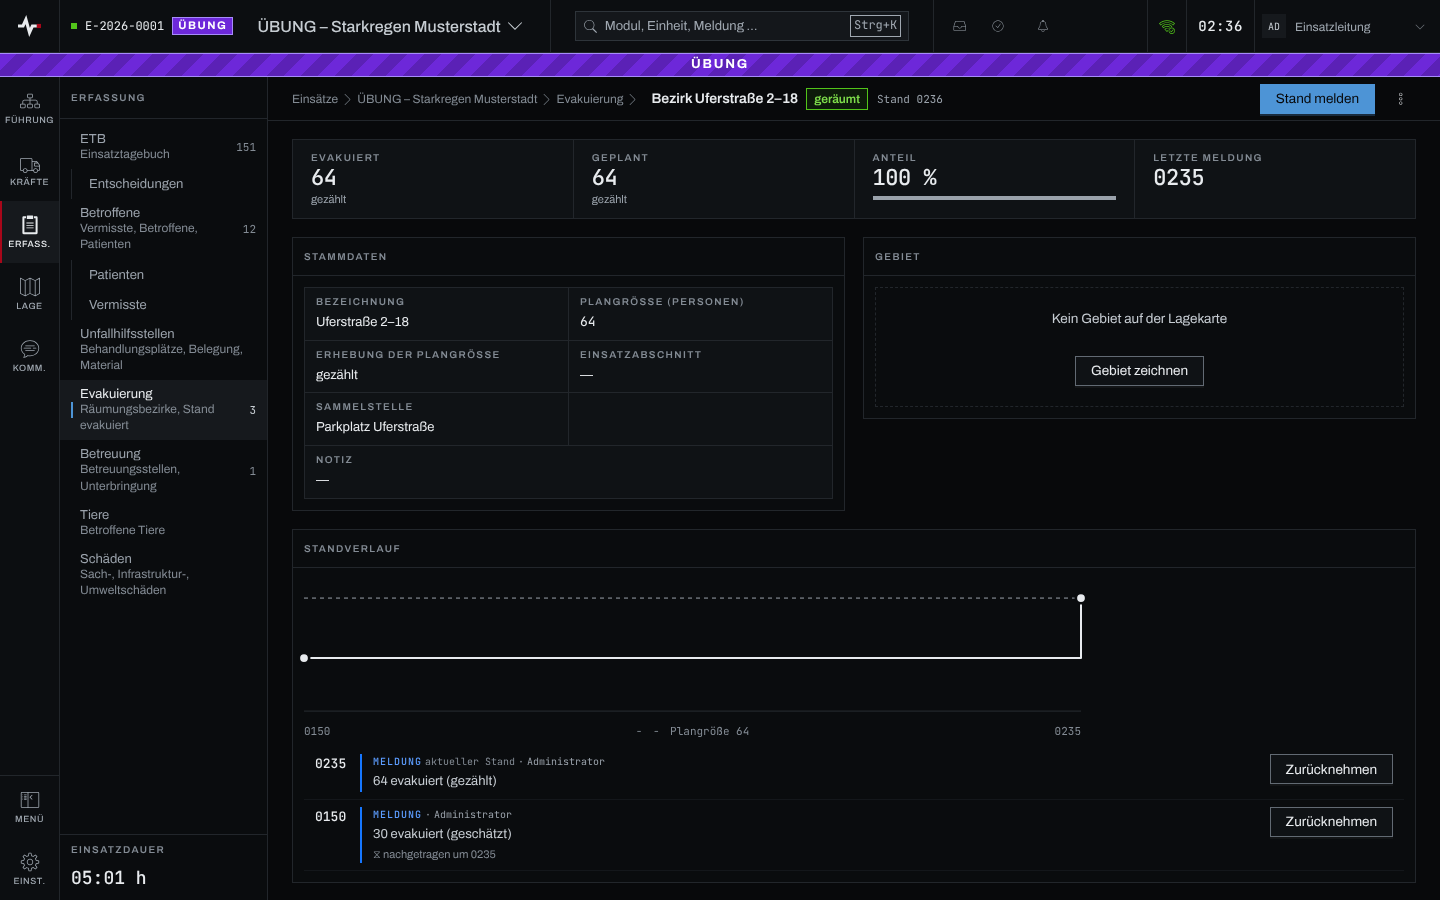 E-2026-0001 ÜBUNG
ÜBUNG – Starkregen Musterstadt
Modul, Einheit, Meldung ...
Strg+K
02:36
AD
Einsatzleitung
ÜBUNG
FÜHRUNG
KRÄFTE
ERFASS.
LAGE
KOMM.
MENÜ
EINST.
ERFASSUNG
ETB
Einsatztagebuch
151
Entscheidungen
Betroffene
Vermisste, Betroffene,
Patienten
12
Patienten
Vermisste
Unfallhilfsstellen
Behandlungsplätze, Belegung,
Material
Evakuierung
Räumungsbezirke, Stand
evakuiert
3
Betreuung
Betreuungsstellen,
Unterbringung
1
Tiere
Betroffene Tiere
Schäden
Sach-, Infrastruktur-,
Umweltschäden
EINSATZDAUER
05:01 h
Einsätze
ÜBUNG – Starkregen Musterstadt
Evakuierung
Bezirk Uferstraße 2–18
geräumt
Stand 0236
Stand melden
EVAKUIERT
64
gezählt
GEPLANT
64
gezählt
ANTEIL
100 %
LETZTE MELDUNG
0235
STAMMDATEN
BEZEICHNUNG
Uferstraße 2–18
PLANGRÖSSE (PERSONEN)
64
ERHEBUNG DER PLANGRÖSSE
gezählt
EINSATZABSCHNITT
—
SAMMELSTELLE
Parkplatz Uferstraße
NOTIZ
—
GEBIET
Kein Gebiet auf der Lagekarte
Gebiet zeichnen
STANDVERLAUF
0150
- - Plangröße 64
0235
0235
MELDUNG aktueller Stand · Administrator
64 evakuiert (gezählt)
Zurücknehmen
0150
MELDUNG · Administrator
30 evakuiert (geschätzt)
⧖ nachgetragen um 0235
Zurücknehmen